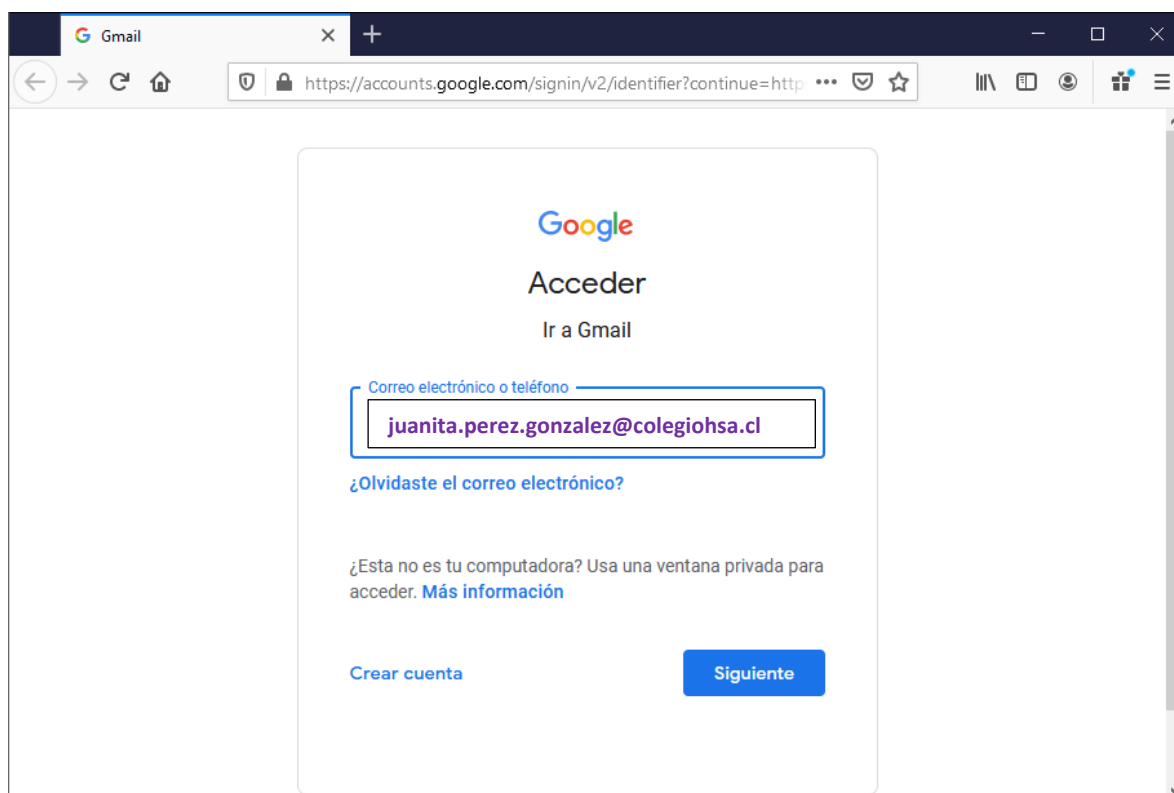 Gmail
https://accounts.google.com/signin/v2/identifier?continue=http
Google
Acceder
Ir a Gmail
Correo electrónico o teléfono
juanita.perez.gonzalez@colegiohsa.cl
¿Olvidaste el correo electrónico?
¿Esta no es tu computadora? Usa una ventana privada para
acceder. Más información
Crear cuenta
Siguiente